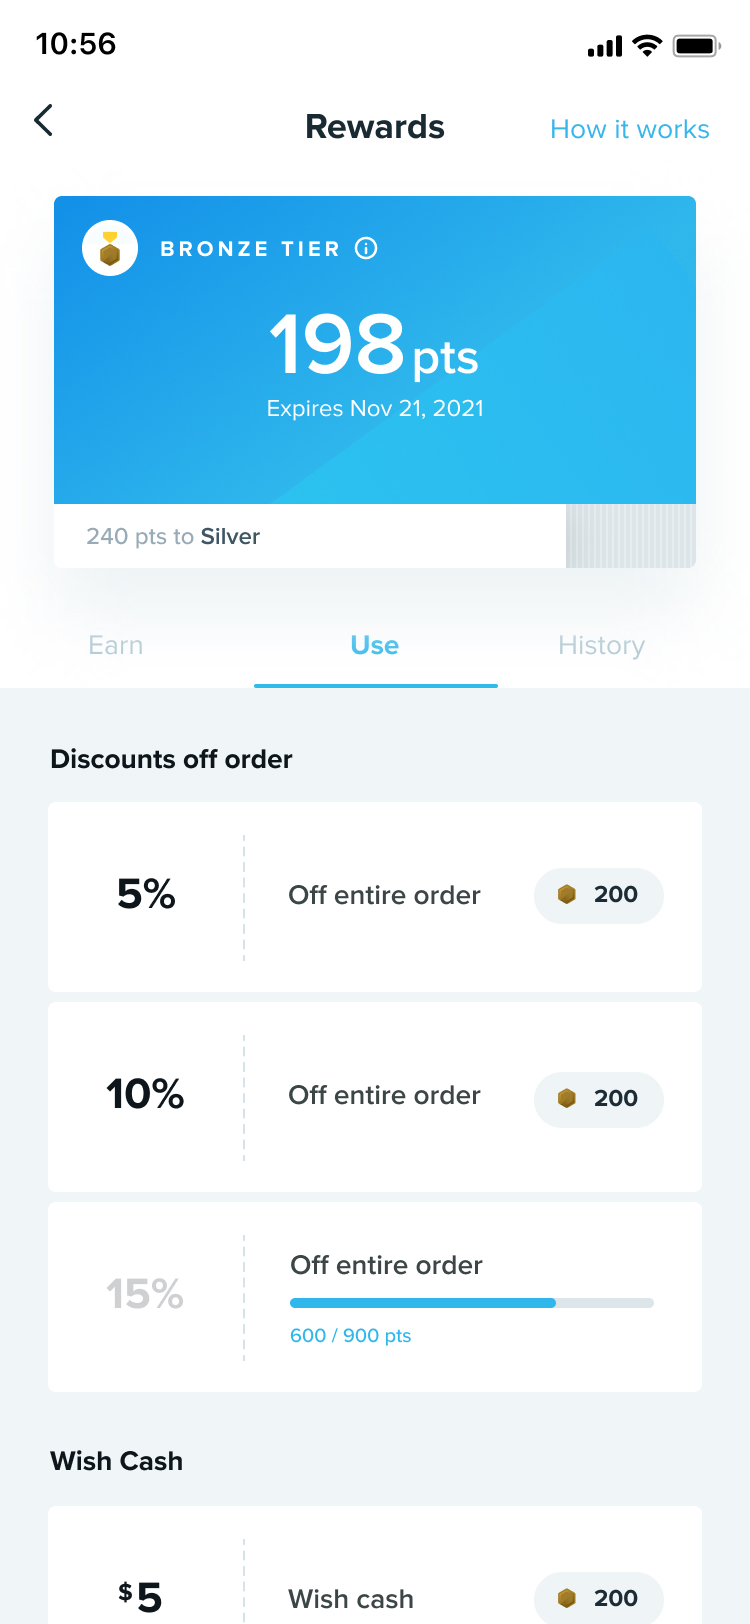 10:56
Rewards
How it works
BRONZE TIER
198 pts
Expires Nov 21, 2021
240 pts to Silver
Earn
Use
History
Discounts off order
5%
Off entire order
200
10%
Off entire order
200
15%
Off entire order
600 / 900 pts
Wish Cash
$5
Wish cash
200